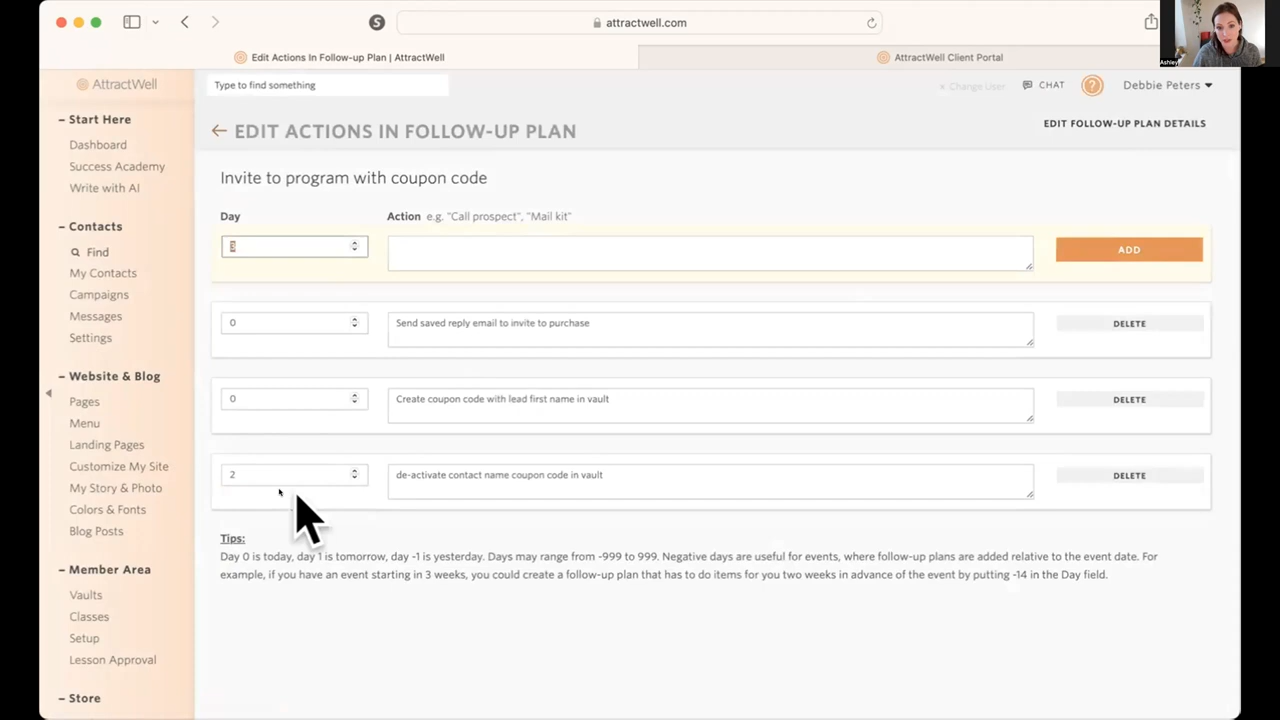 attractwell.com
Edit Actions In Follow-up Plan | AttractWell
AttractWell Client Portal
Ashley
AttractWell
Type to find something
× Change User
CHAT
?
Debbie Peters
– Start Here
Dashboard
Success Academy
Write with AI
– Contacts
Find
My Contacts
Campaigns
Messages
Settings
– Website & Blog
Pages
Menu
Landing Pages
Customize My Site
My Story & Photo
Colors & Fonts
Blog Posts
– Member Area
Vaults
Classes
Setup
Lesson Approval
– Store
EDIT ACTIONS IN FOLLOW-UP PLAN
EDIT FOLLOW-UP PLAN DETAILS
Invite to program with coupon code
Day
Action e.g. "Call prospect", "Mail kit"
3
ADD
0
Send saved reply email to invite to purchase
DELETE
0
Create coupon code with lead first name in vault
DELETE
2
de-activate contact name coupon code in vault
DELETE
Tips:
Day 0 is today, day 1 is tomorrow, day -1 is yesterday. Days may range from -999 to 999. Negative days are useful for events, where follow-up plans are added relative to the event date. For
example, if you have an event starting in 3 weeks, you could create a follow-up plan that has to do items for you two weeks in advance of the event by putting -14 in the Day field.